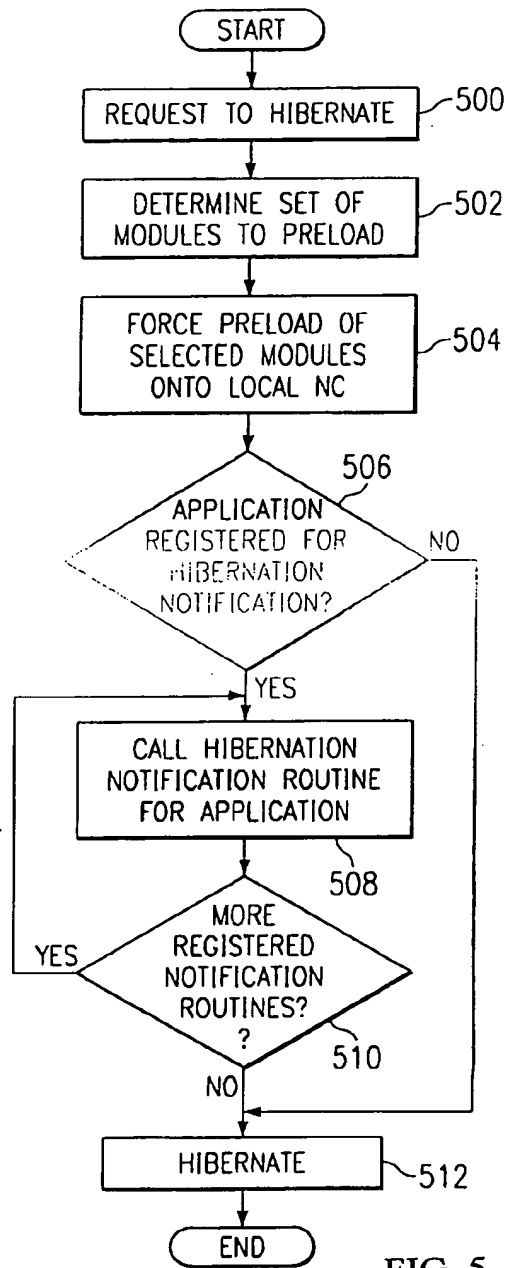 START
REQUEST TO HIBERNATE
500
DETERMINE SET OF
MODULES TO PRELOAD
502
FORCE PRELOAD OF
SELECTED MODULES
ONTO LOCAL NC
504
506
APPLICATION
REGISTERED FOR
HIBERNATION
NOTIFICATION?
NO
YES
CALL HIBERNATION
NOTIFICATION ROUTINE
FOR APPLICATION
508
MORE
REGISTERED
NOTIFICATION
ROUTINES?
?
YES
510
NO
HIBERNATE
512
END
FIG. 5